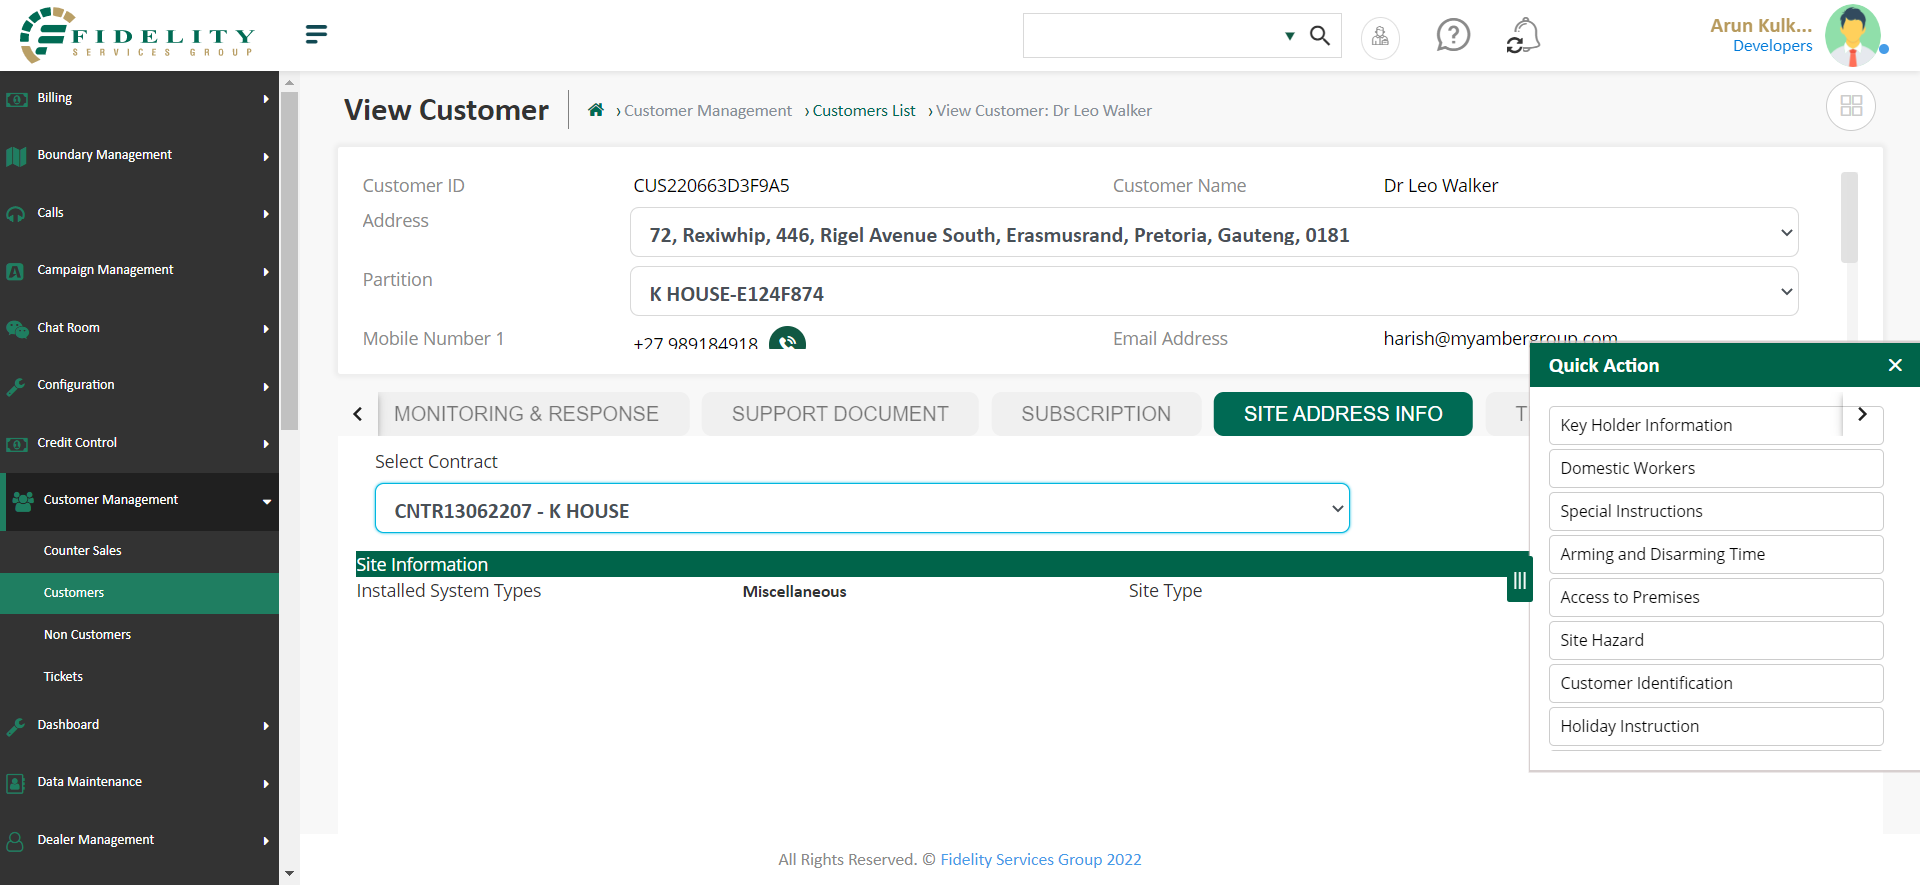 FIDELITY
SERVICES GROUP
Arun Kulk...
Developers
Billing
Boundary Management
Calls
Campaign Management
Chat Room
Configuration
Credit Control
Customer Management
Counter Sales
Customers
Non Customers
Tickets
Dashboard
Data Maintenance
Dealer Management
View Customer
› Customer Management › Customers List › View Customer: Dr Leo Walker
Customer ID CUS220663D3F9A5 Customer Name Dr Leo Walker
Address 72, Rexiwhip, 446, Rigel Avenue South, Erasmusrand, Pretoria, Gauteng, 0181
Partition K HOUSE-E124F874
Mobile Number 1 +27 989184918 Email Address harish@myambergroup.com
MONITORING & RESPONSE SUPPORT DOCUMENT SUBSCRIPTION SITE ADDRESS INFO T
Select Contract
CNTR13062207 - K HOUSE
Site Information
Installed System Types Miscellaneous Site Type
Quick Action
Key Holder Information
Domestic Workers
Special Instructions
Arming and Disarming Time
Access to Premises
Site Hazard
Customer Identification
Holiday Instruction
All Rights Reserved. © Fidelity Services Group 2022